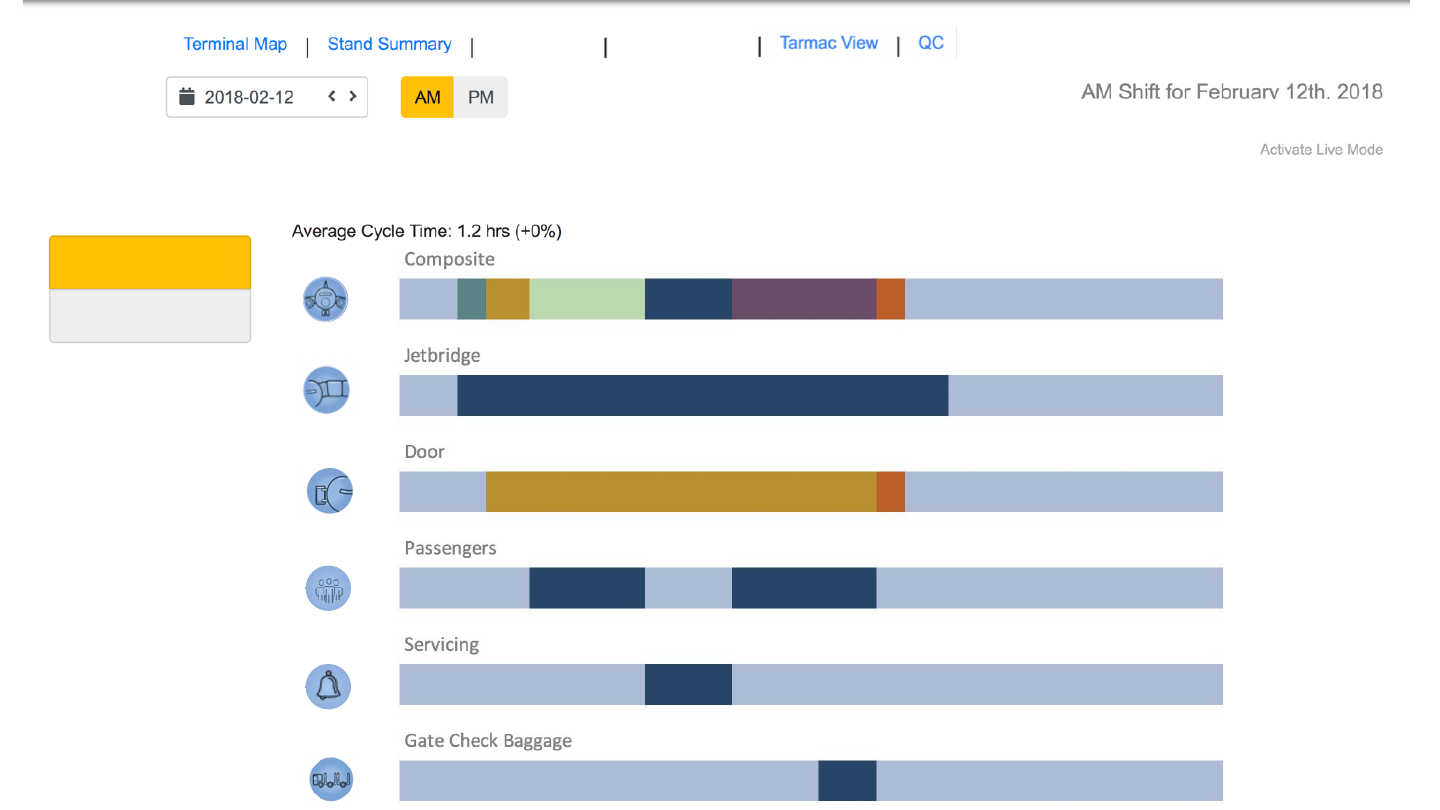 Terminal Map | Stand Summary | | | Tarmac View | QC
2018-02-12 AM PM
AM Shift for February 12th, 2018
Activate Live Mode
Average Cycle Time: 1.2 hrs (+0%)
Composite
Jetbridge
Door
Passengers
Servicing
Gate Check Baggage